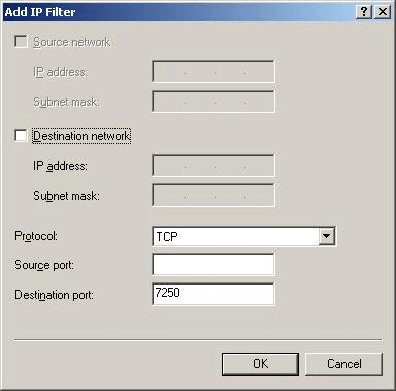 Add IP Filter
Source network
IP address:
Subnet mask:
Destination network
IP address:
Subnet mask:
Protocol: TCP
Source port:
Destination port: 7250
OK Cancel